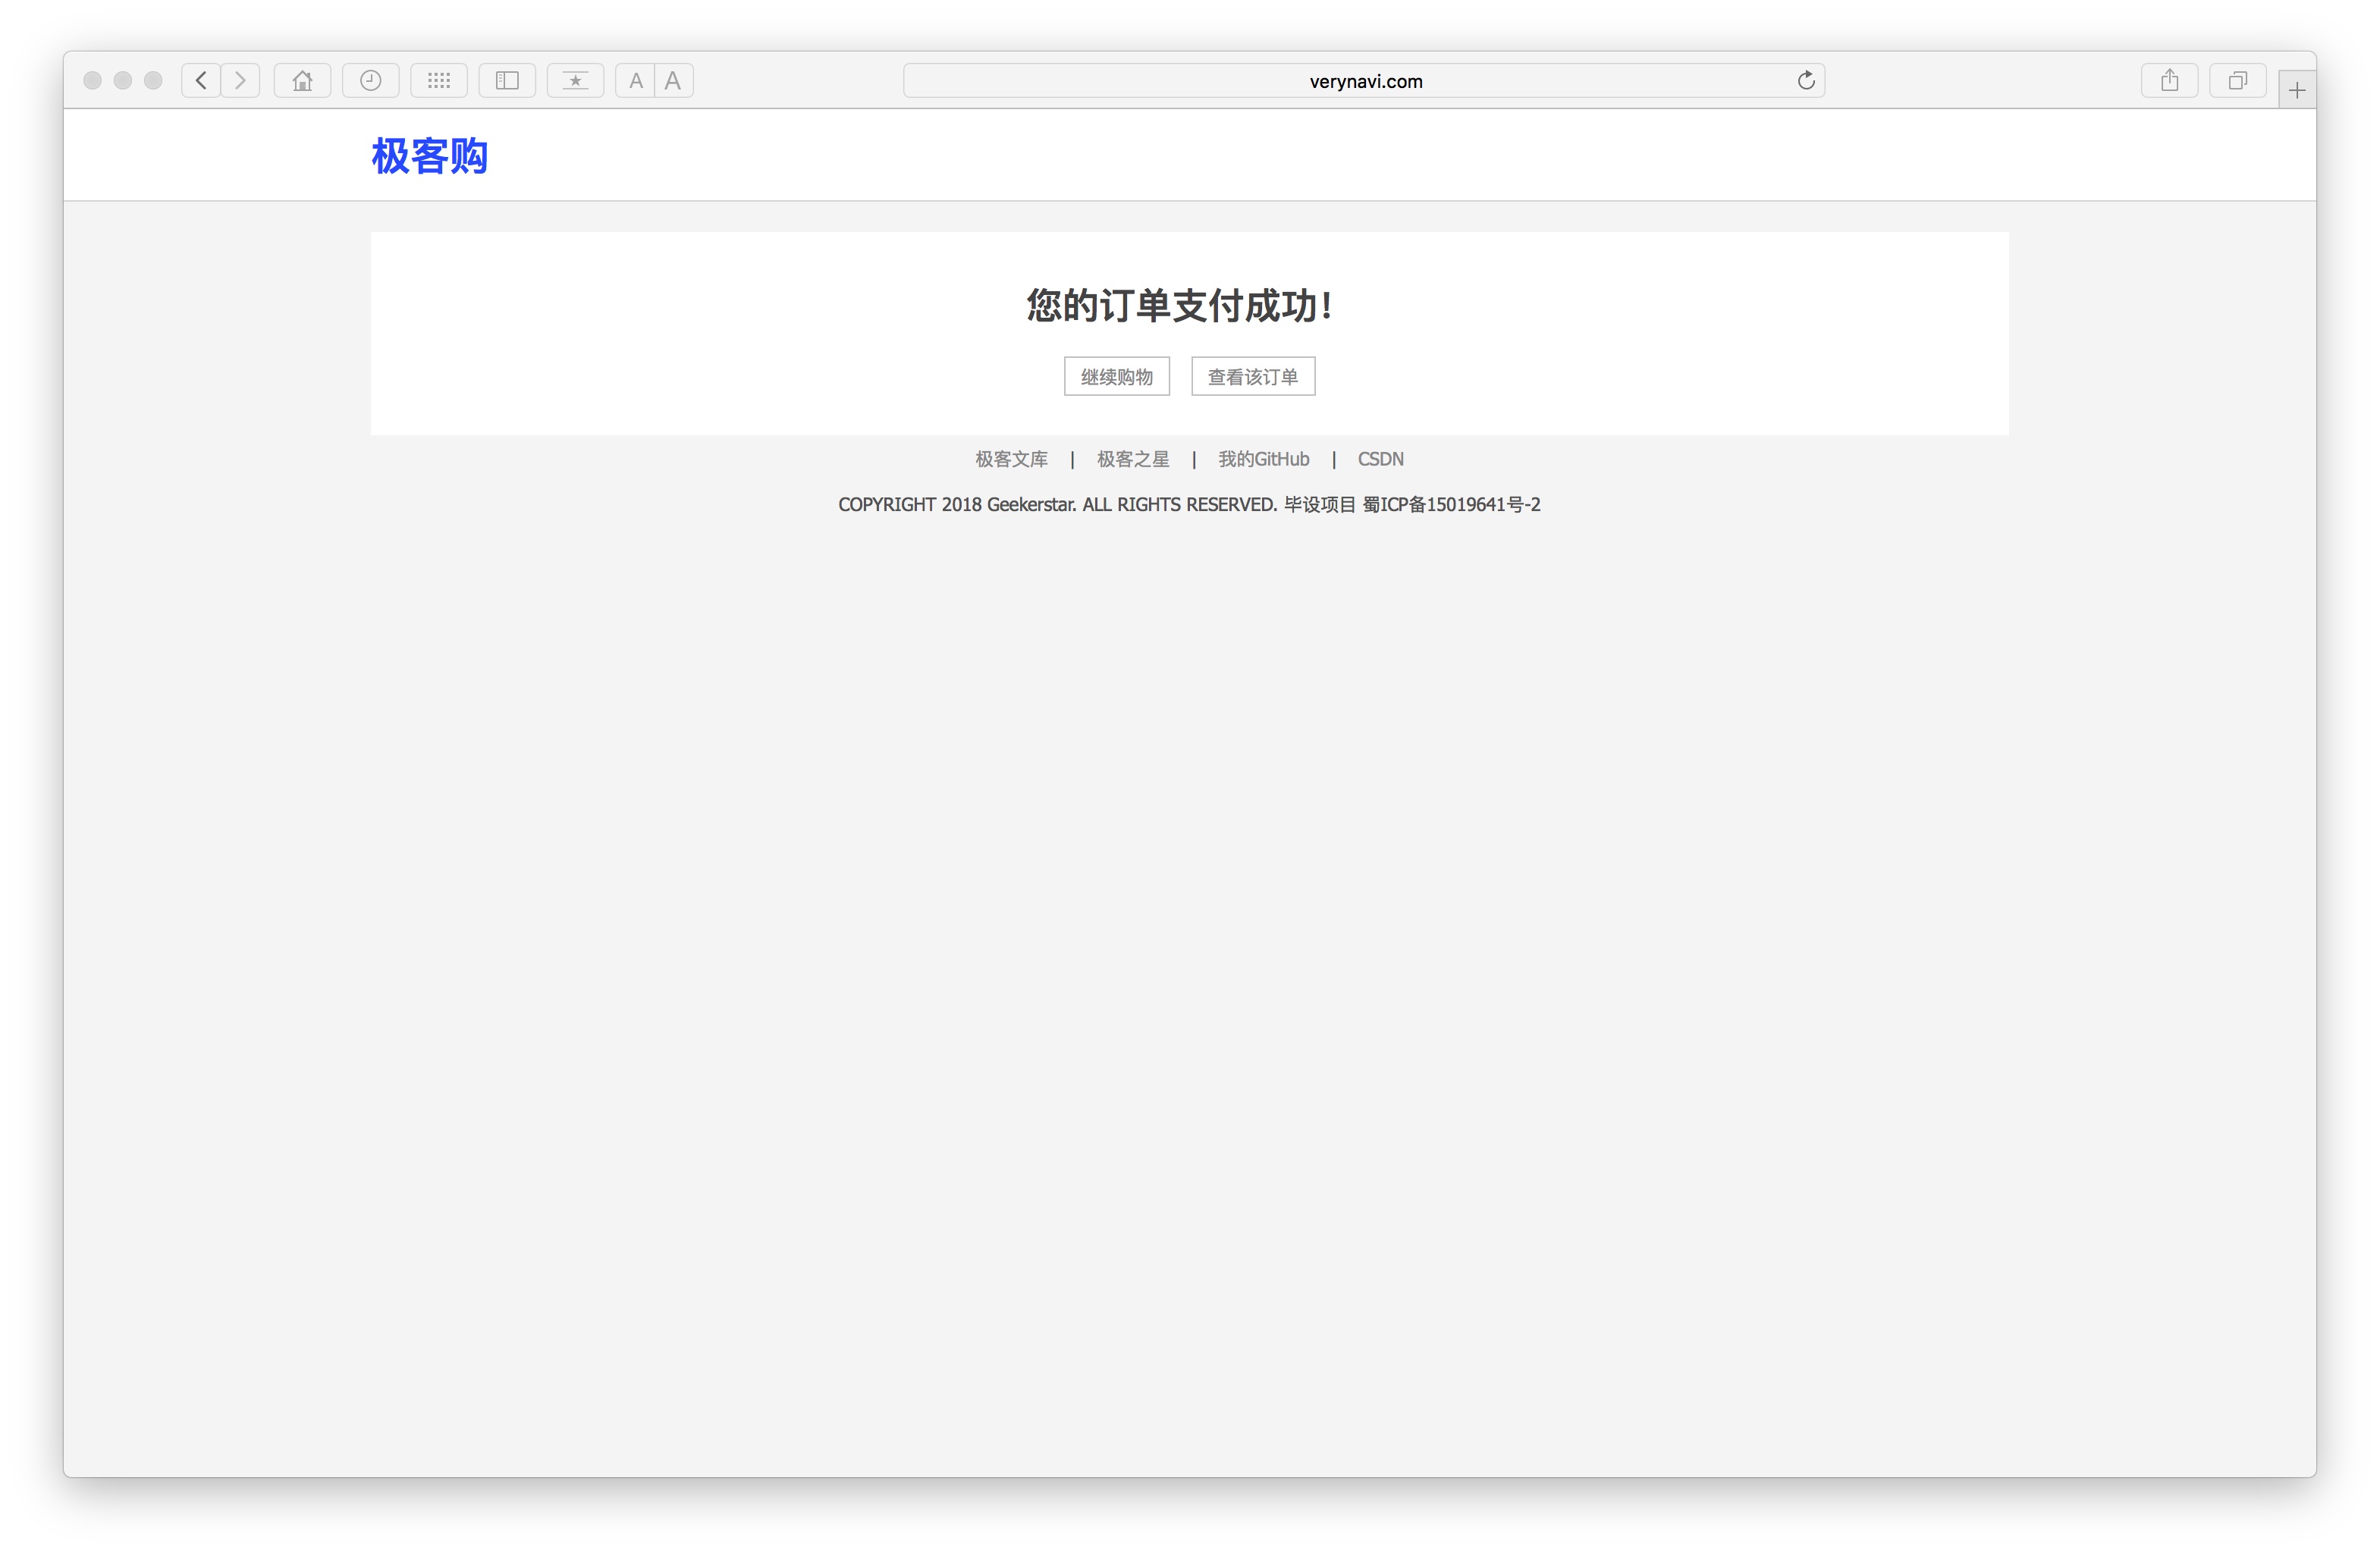 A A verynavi.com
极客购
您的订单支付成功!
继续购物 查看该订单
极客文库 | 极客之星 | 我的GitHub | CSDN
COPYRIGHT 2018 Geekerstar. ALL RIGHTS RESERVED. 毕设项目 蜀ICP备15019641号-2